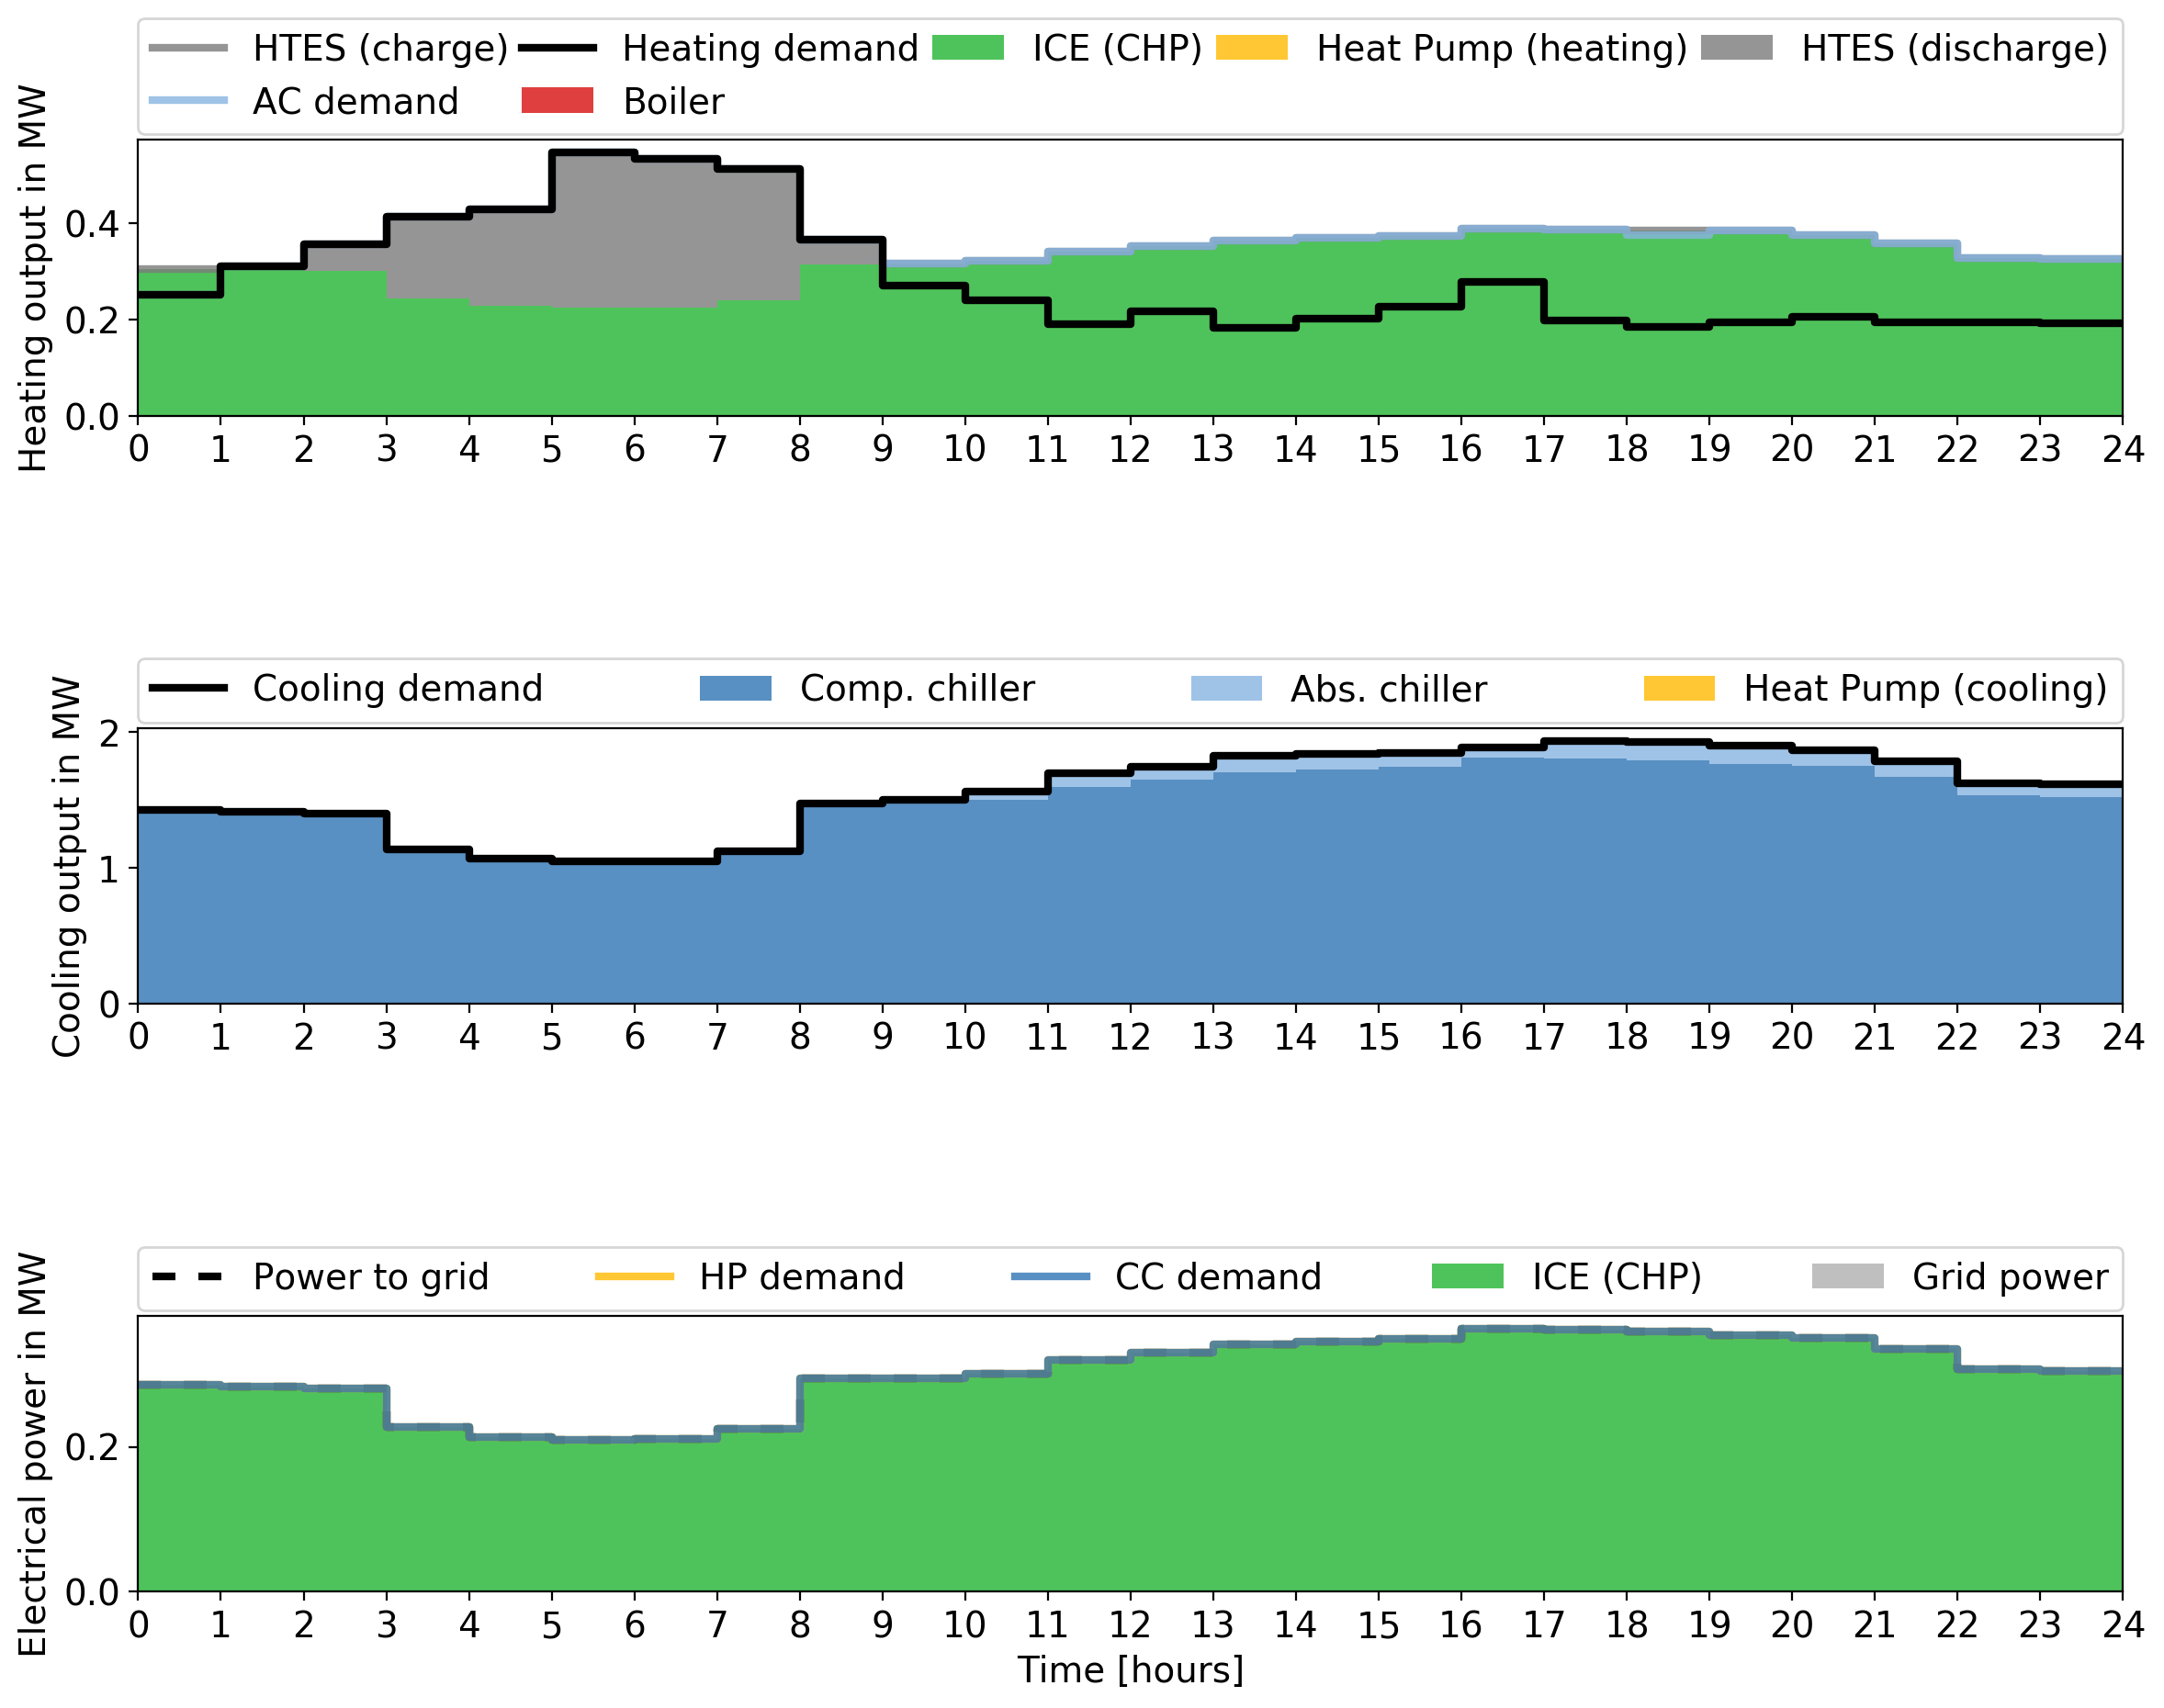 HTES (charge) Heating demand ICE (CHP) Heat Pump (heating) HTES (discharge)
AC demand Boiler
Heating output in MW
0.4
0.2
0.0
0 1 2 3 4 5 6 7 8 9 10 11 12 13 14 15 16 17 18 19 20 21 22 23 24
Cooling demand Comp. chiller Abs. chiller Heat Pump (cooling)
Cooling output in MW
2
1
0
0 1 2 3 4 5 6 7 8 9 10 11 12 13 14 15 16 17 18 19 20 21 22 23 24
Power to grid HP demand CC demand ICE (CHP) Grid power
Electrical power in MW
0.2
0.0
0 1 2 3 4 5 6 7 8 9 10 11 12 13 14 15 16 17 18 19 20 21 22 23 24
Time [hours]